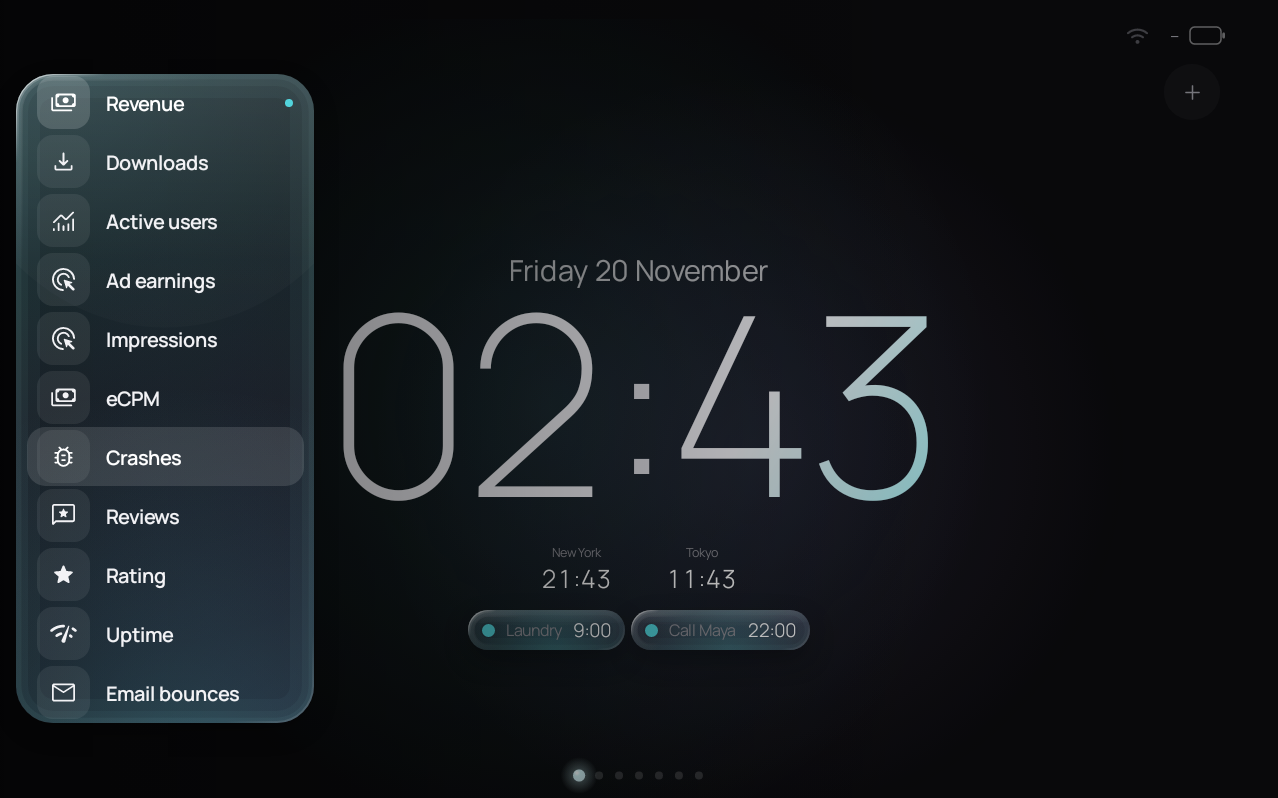 Revenue
Downloads
Active users
Ad earnings
Impressions
eCPM
Crashes
Reviews
Rating
Uptime
Email bounces
–
+
Friday 20 November
02:43
New York
21:43
Tokyo
11:43
Laundry 9:00
Call Maya 22:00